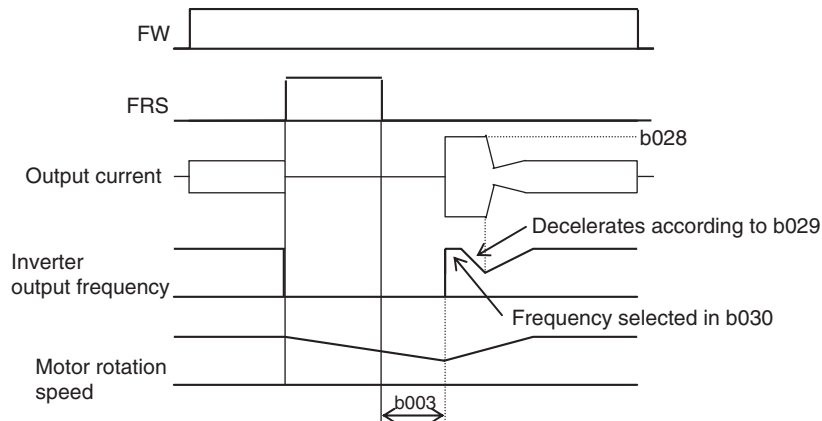 FW
FRS
b028
Output current
Decelerates according to b029
Inverter
output frequency
Frequency selected in b030
Motor rotation
speed
b003